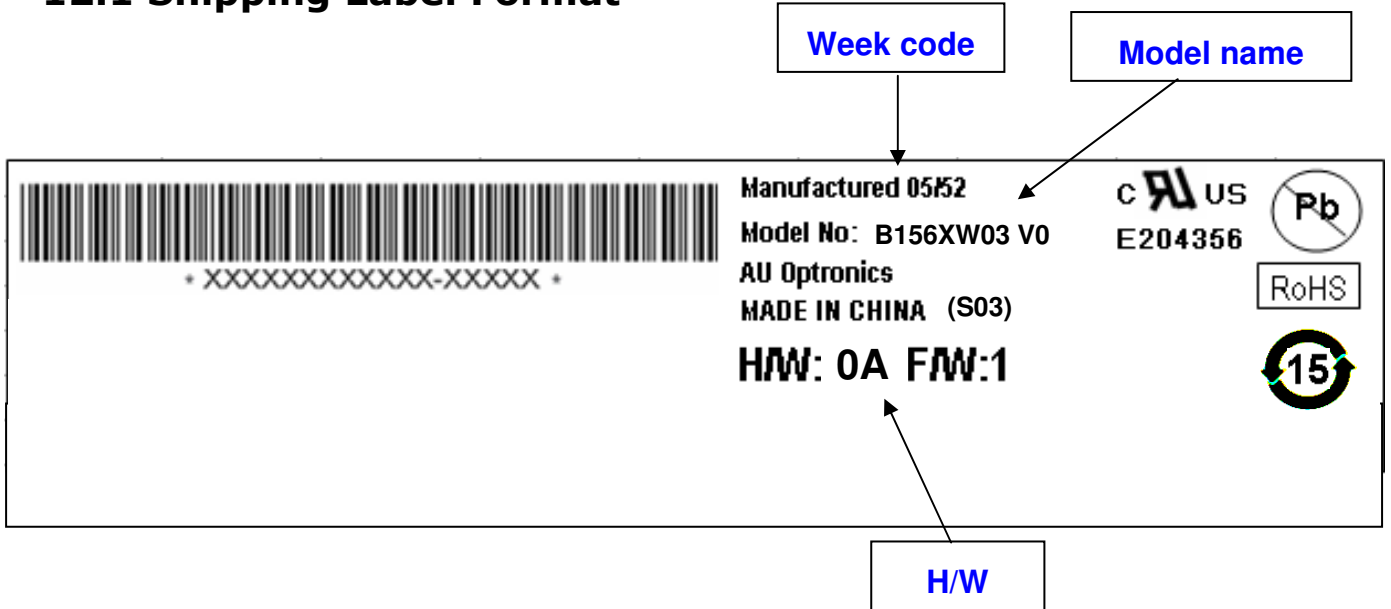 12.1 Shipping Label Format
Week code
Model name
Manufactured 05/52
Model No: B156XW03 V0
AU Optronics
MADE IN CHINA (S03)
H/W: 0A F/W:1
* XXXXXXXXXXXX-XXXXX *
C RU US
E204356
Pb
RoHS
15
H/W